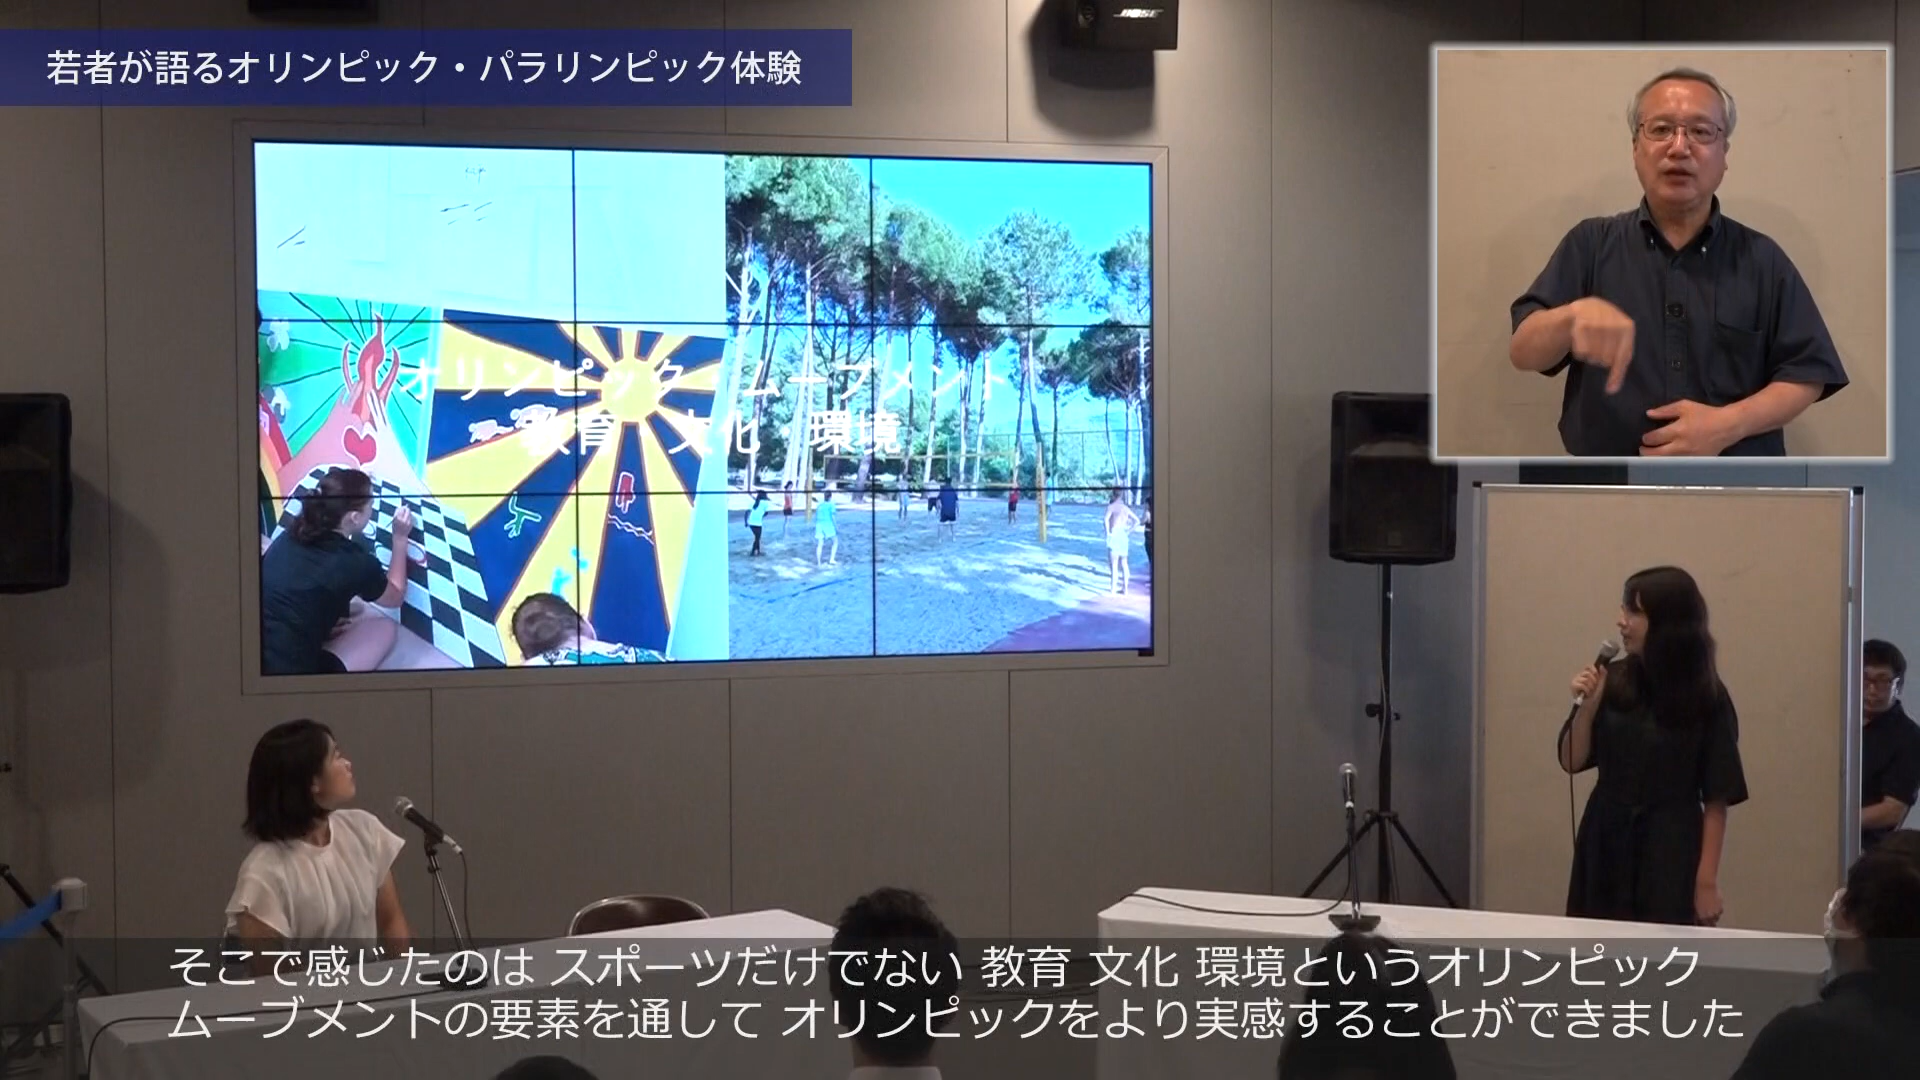 若者が語るオリンピック・パラリンピック体験
BOSE
オリンピック・ムーブメント
教育・文化・環境
そこで感じたのは スポーツだけでない 教育 文化 環境というオリンピック
ムーブメントの要素を通して オリンピックをより実感することができました